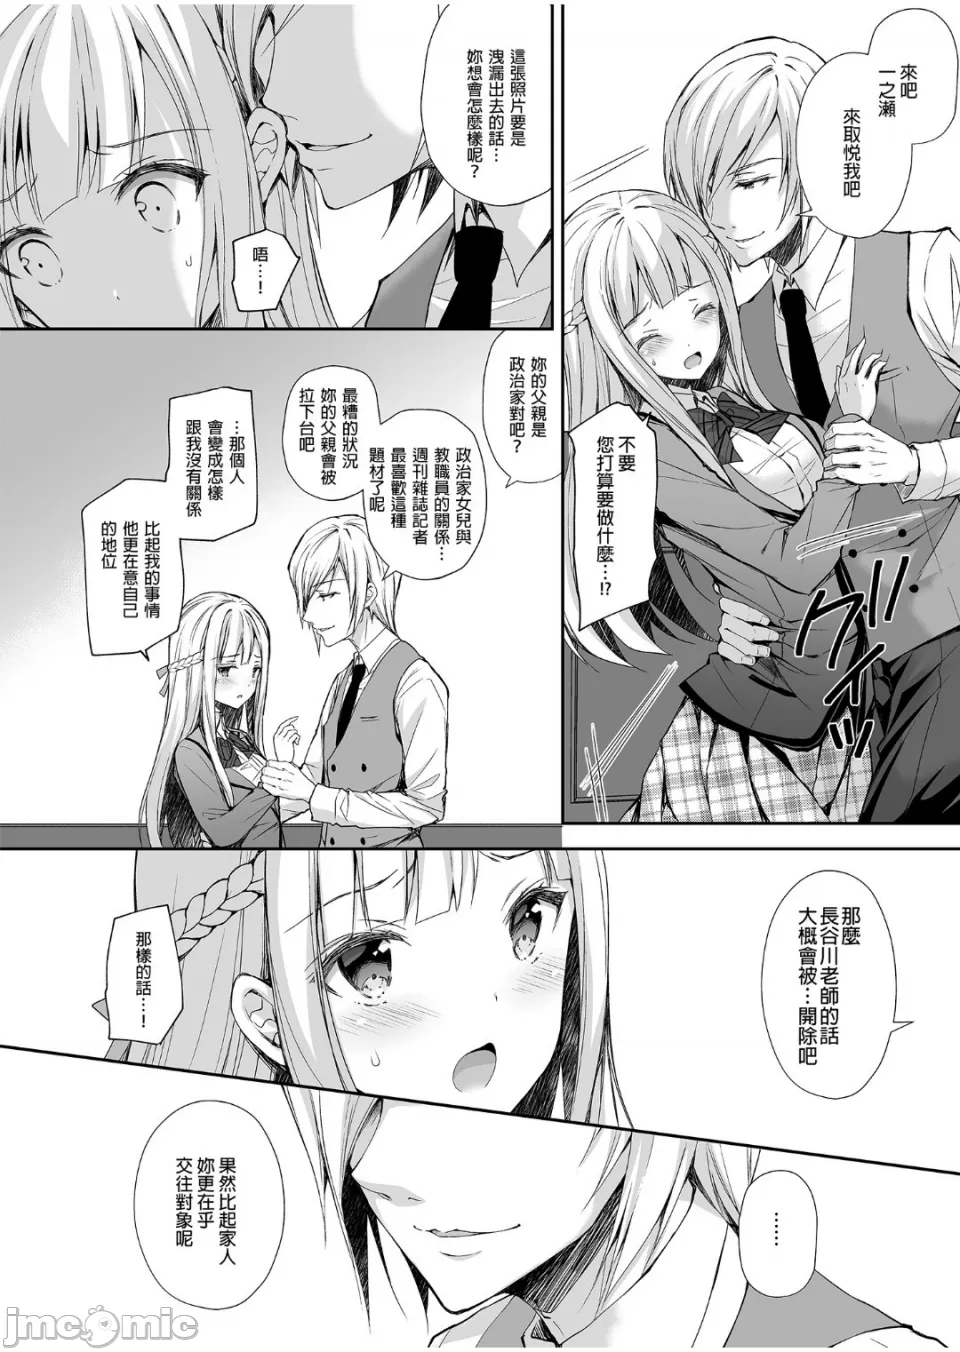 來吧
一之瀬
來取悅我吧
不要
您打算要做什麼…!?
這張照片要是
洩漏出去的話…
妳想會怎麼樣呢？
唔…！
妳的父親是
政治家對吧？
政治家女兒與
教職員的關係…
週刊雜誌記者
最喜歡這種
題材了呢
最糟的狀況
妳的父親會被
拉下台吧
…那個人
會變成怎樣
跟我沒有關係
比起我的事情
他更在意自己
的地位
那麼
長谷川老師的話
大概會被…開除吧
那樣的話…！
……
果然比起家人
妳更在乎
交往對象呢
jmcomic